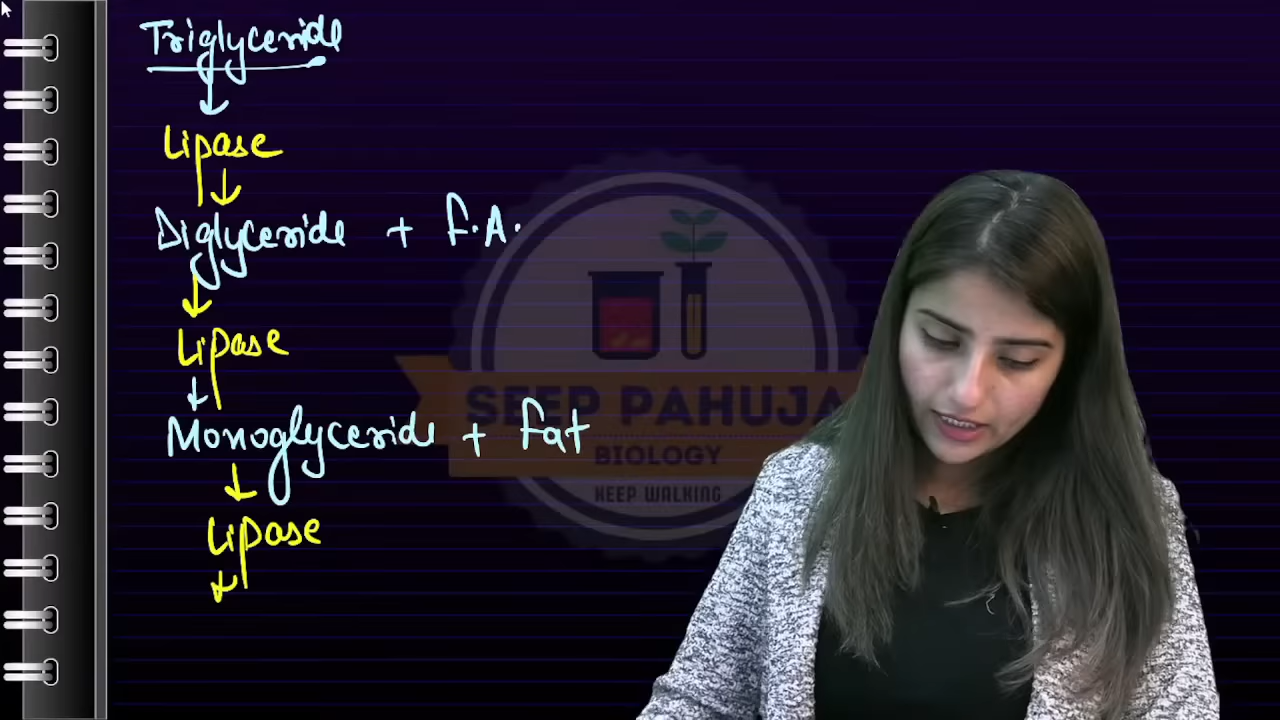 Triglyceride
Lipase
Diglyceride + F.A.
Lipase
Monoglyceride + Fat
Lipase
SEEP PAHUJA
BIOLOGY
KEEP WALKING